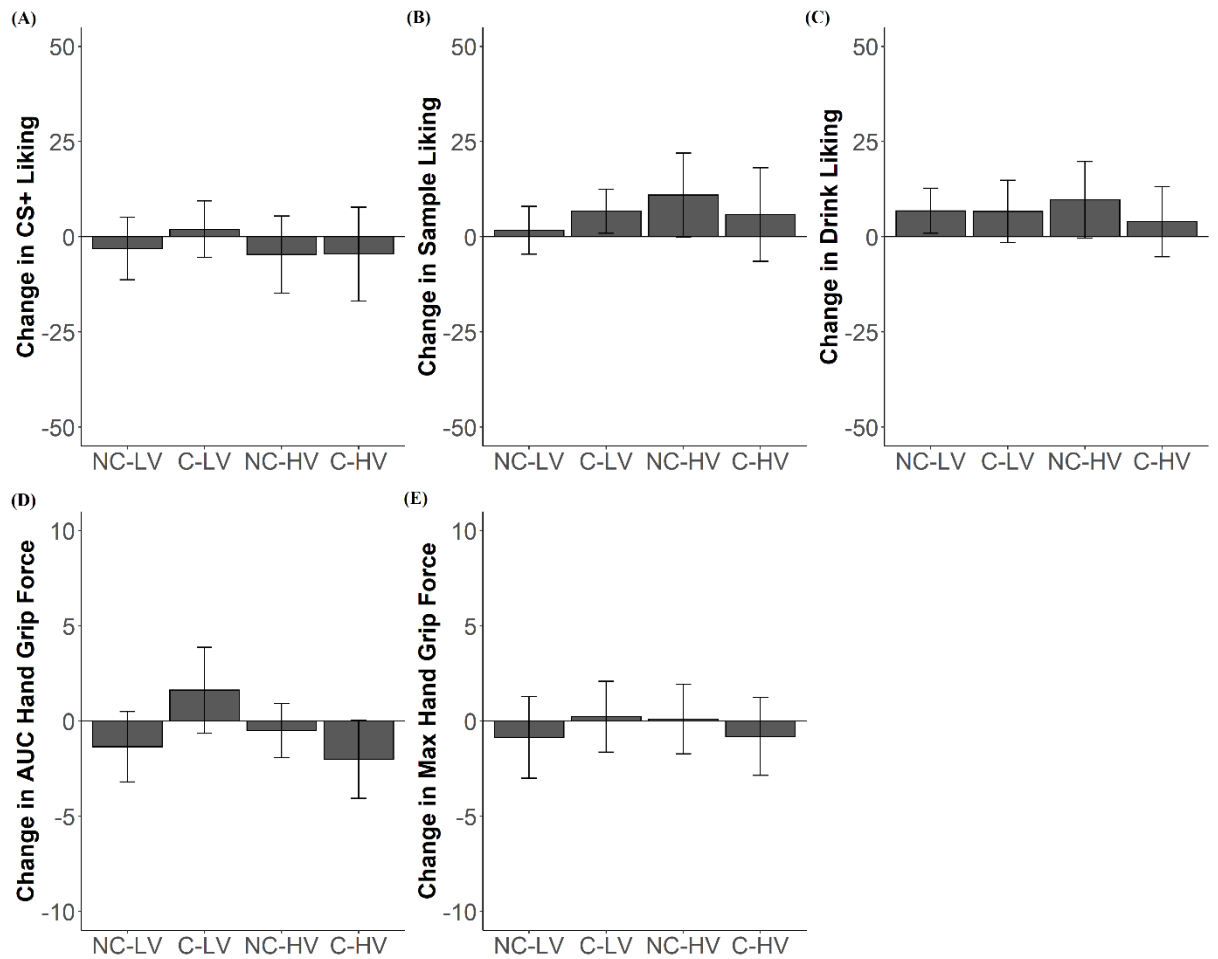 (A)
Change in CS+ Liking
50
25
0
-25
-50
NC-LV C-LV NC-HV C-HV
(B)
Change in Sample Liking
50
25
0
-25
-50
NC-LV C-LV NC-HV C-HV
(C)
Change in Drink Liking
50
25
0
-25
-50
NC-LV C-LV NC-HV C-HV
(D)
Change in AUC Hand Grip Force
10
5
0
-5
-10
NC-LV C-LV NC-HV C-HV
(E)
Change in Max Hand Grip Force
10
5
0
-5
-10
NC-LV C-LV NC-HV C-HV